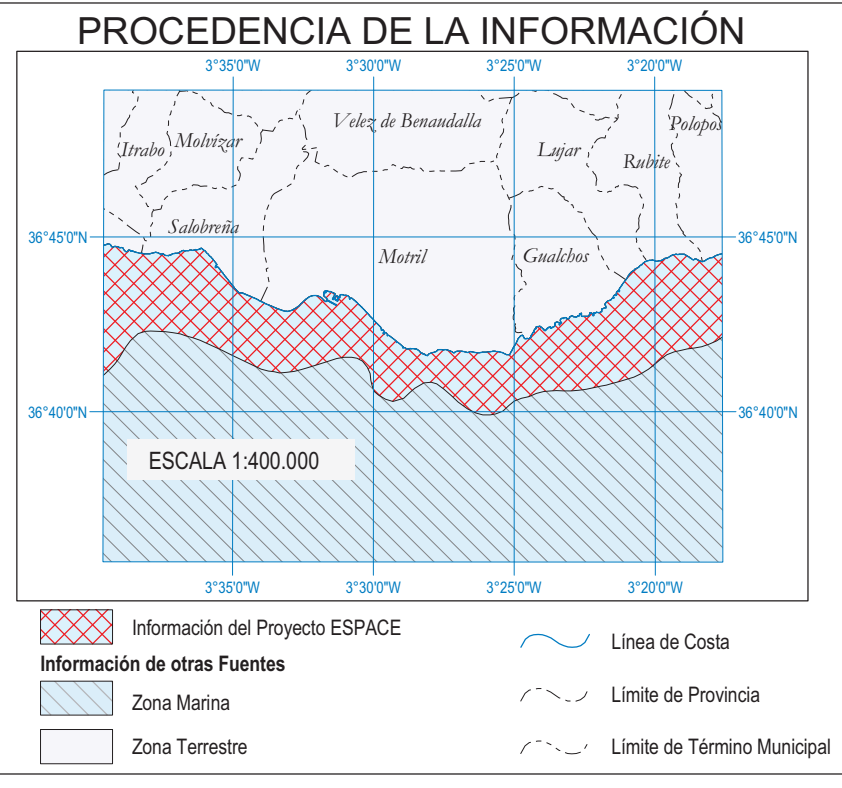 PROCEDENCIA DE LA INFORMACIÓN
3°35'0"W 3°30'0"W 3°25'0"W 3°20'0"W
Velez de Benaudalla
Polopos
Molvízar
Itrabo
Lujar
Rubite
Salobreña
36°45'0"N
36°45'0"N
Motril
Gualchos
36°40'0"N
36°40'0"N
ESCALA 1:400.000
3°35'0"W 3°30'0"W 3°25'0"W 3°20'0"W
Información del Proyecto ESPACE
Información de otras Fuentes
Zona Marina
Zona Terrestre
Línea de Costa
Límite de Provincia
Límite de Término Municipal